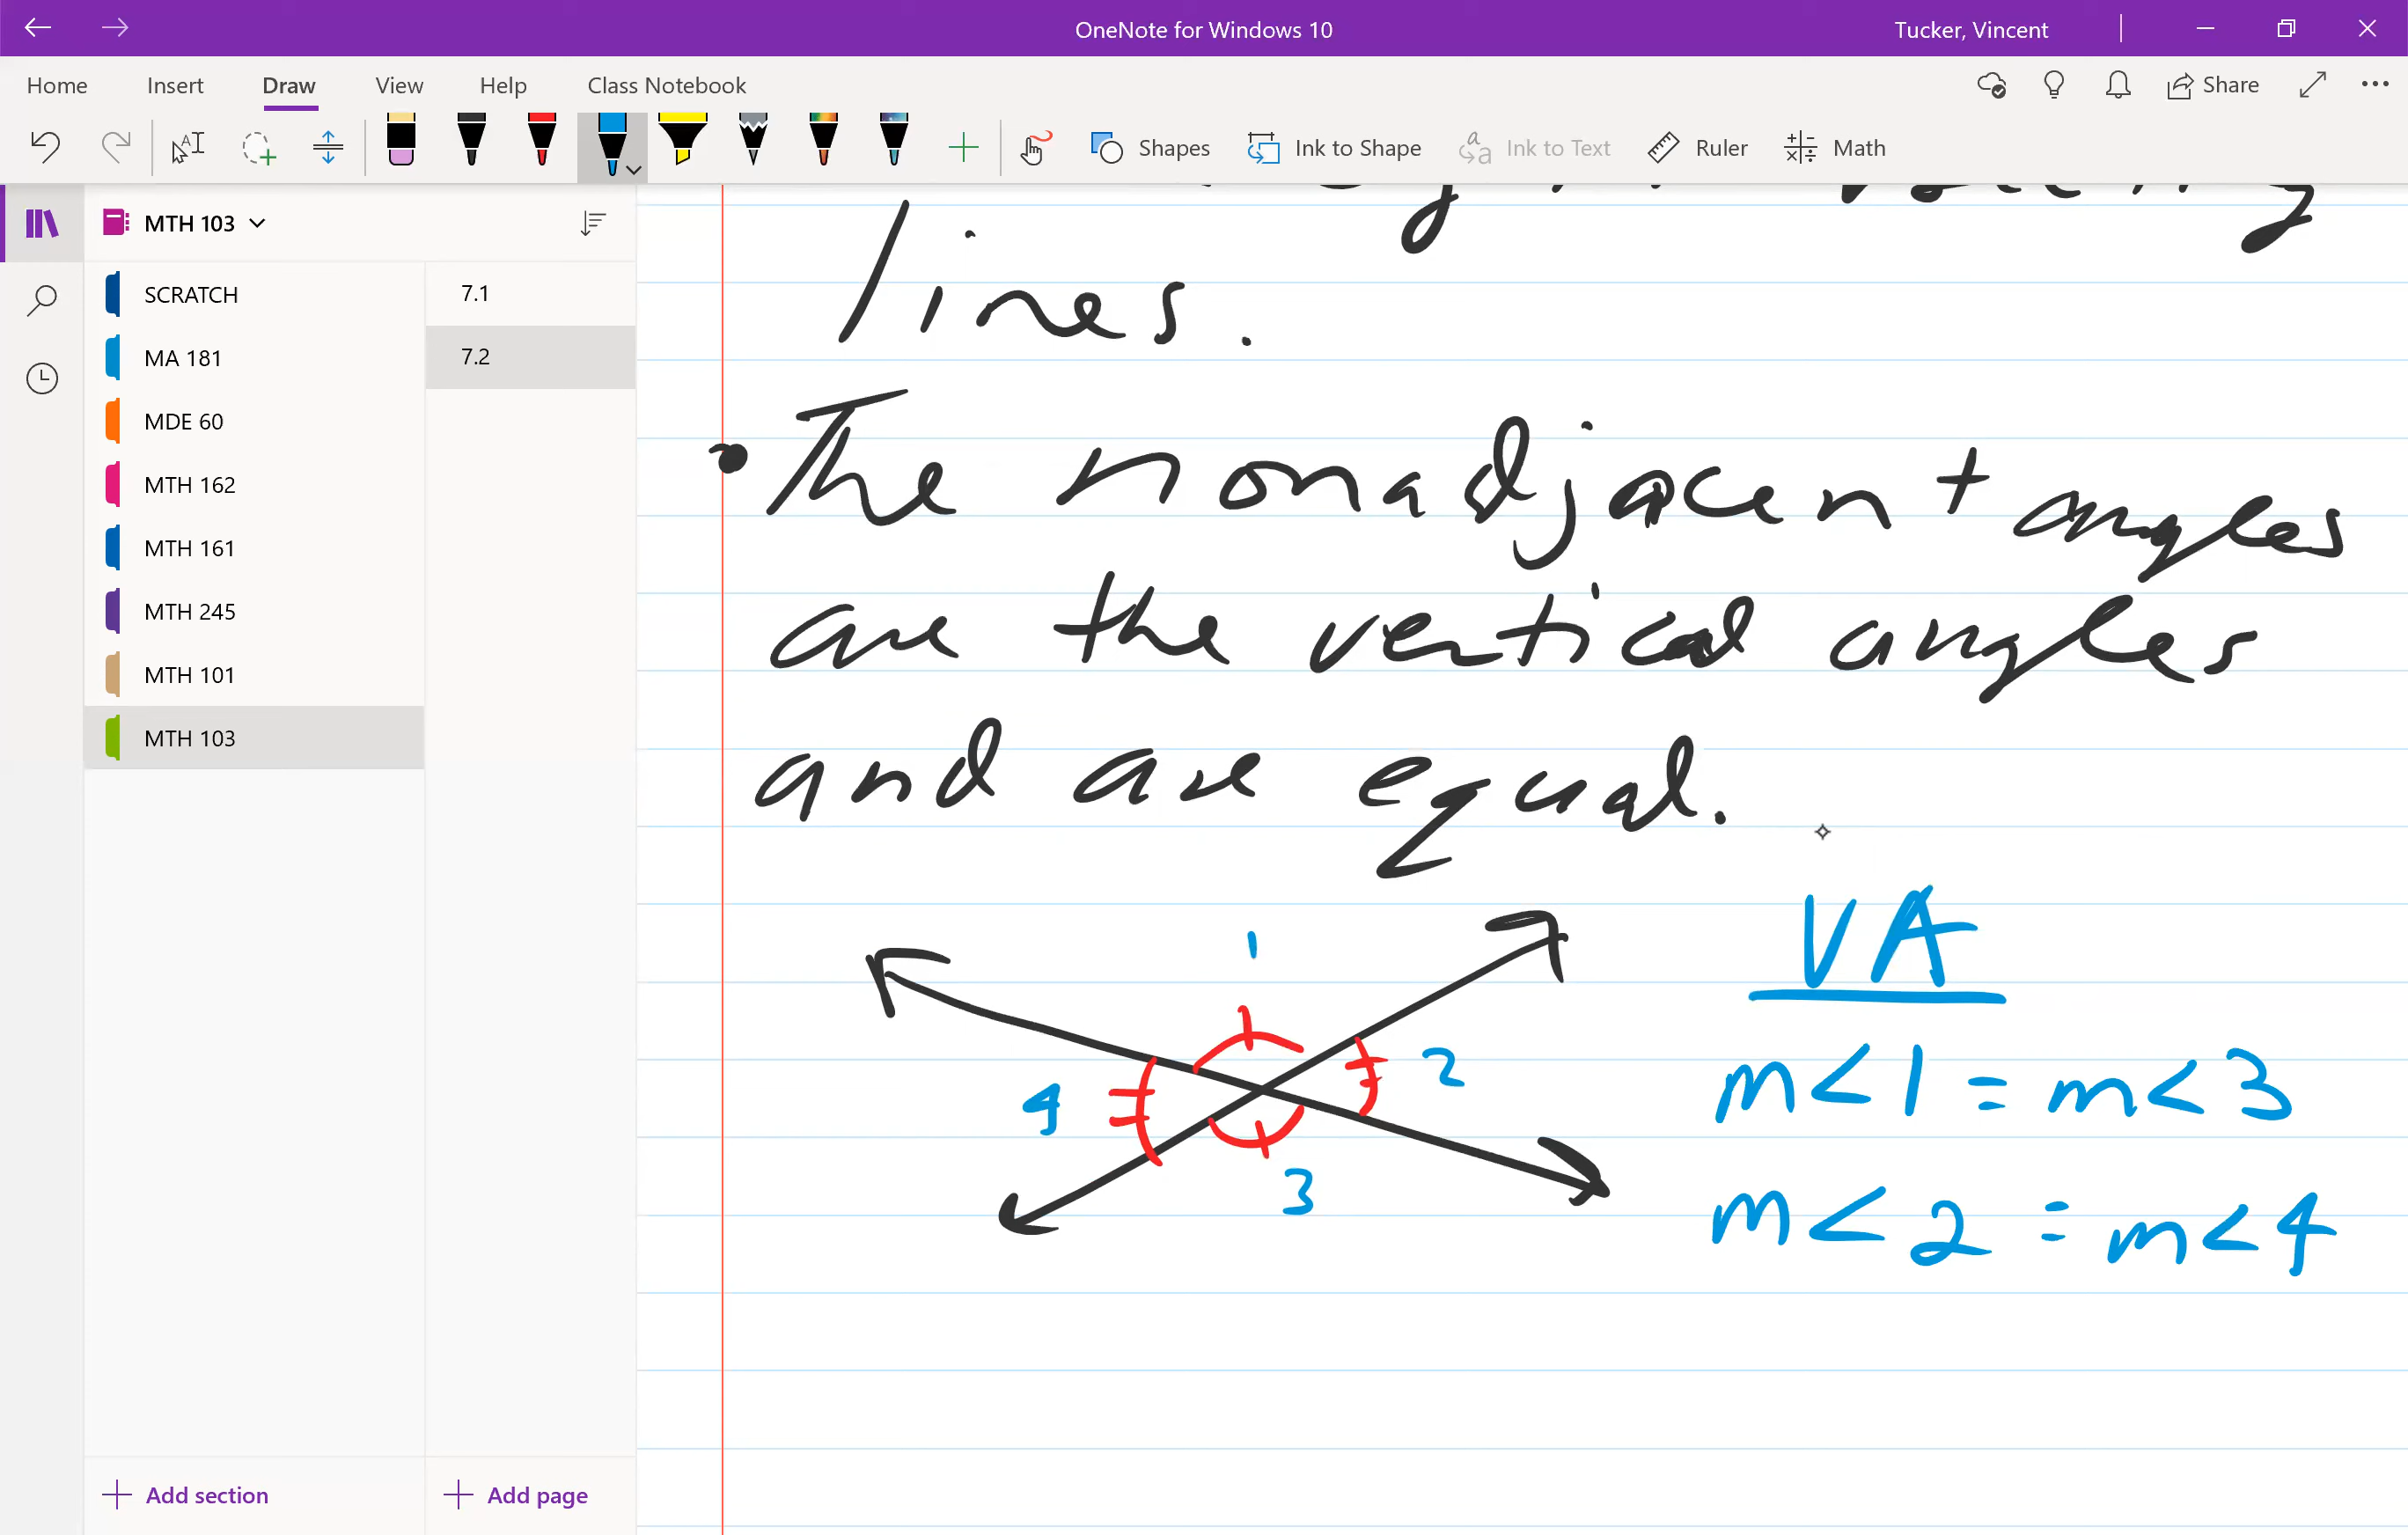 OneNote for Windows 10
Tucker, Vincent
Home Insert Draw View Help Class Notebook
Share
Shapes Ink to Shape Ink to Text Ruler Math
MTH 103
SCRATCH
MA 181
MDE 60
MTH 162
MTH 161
MTH 245
MTH 101
MTH 103
7.1
7.2
Add section
Add page
lines.
• The nonadjacent angles
are the vertical angles
and are equal.
1
2
3
4
VA
m<1 = m<3
m<2 = m<4